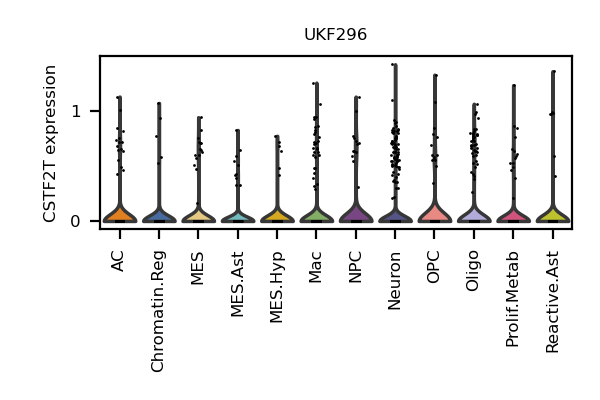 UKF296
CSTF2T expression
1
0
AC
Chromatin.Reg
MES
MES.Ast
MES.Hyp
Mac
NPC
Neuron
OPC
Oligo
Prolif.Metab
Reactive.Ast